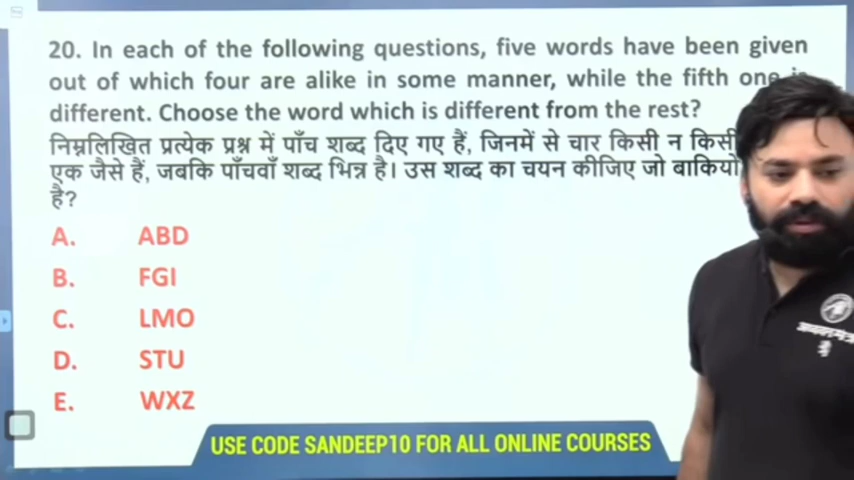 20. In each of the following questions, five words have been given
out of which four are alike in some manner, while the fifth one
different. Choose the word which is different from the rest?
निम्नलिखित प्रत्येक प्रश्न में पाँच शब्द दिए गए हैं, जिनमें से चार किसी न किसी
एक जैसे हैं, जबकि पाँचवाँ शब्द भिन्न है। उस शब्द का चयन कीजिए जो बाकियों
है?
A. ABD
B. FGI
C. LMO
D. STU
E. WXZ
USE CODE SANDEEP10 FOR ALL ONLINE COURSES